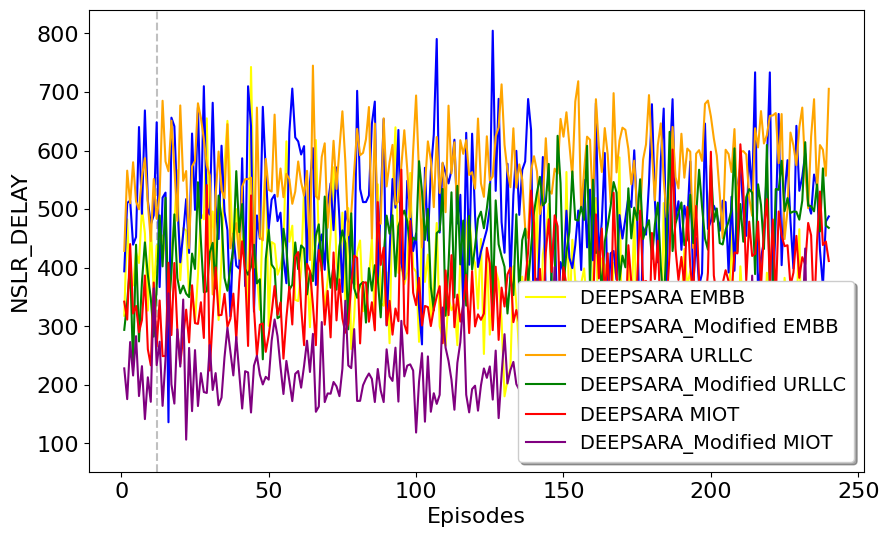 NSLR_DELAY
800
700
600
500
400
300
200
100
DEEPSARA EMBB
DEEPSARA_Modified EMBB
DEEPSARA URLLC
DEEPSARA_Modified URLLC
DEEPSARA MIOT
DEEPSARA_Modified MIOT
0 50 100 150 200 250
Episodes